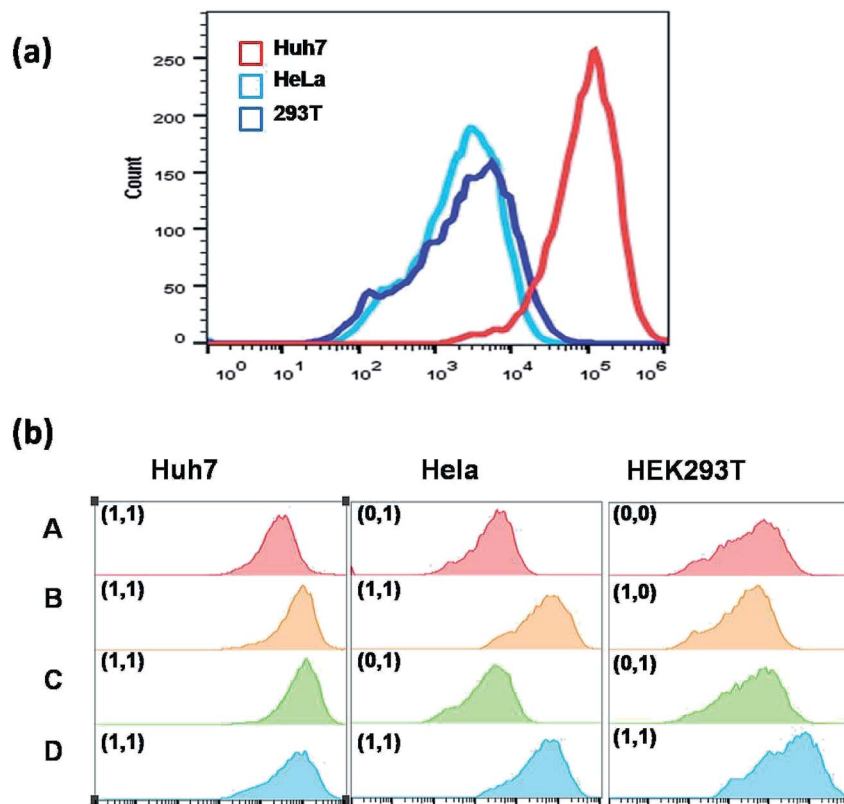 (a)
Huh7
HeLa
293T
Count
250
200
150
100
50
0
10⁰ 10¹ 10² 10³ 10⁴ 10⁵ 10⁶
(b)
Huh7 Hela HEK293T
A (1,1) (0,1) (0,0)
B (1,1) (1,1) (1,0)
C (1,1) (0,1) (0,1)
D (1,1) (1,1) (1,1)